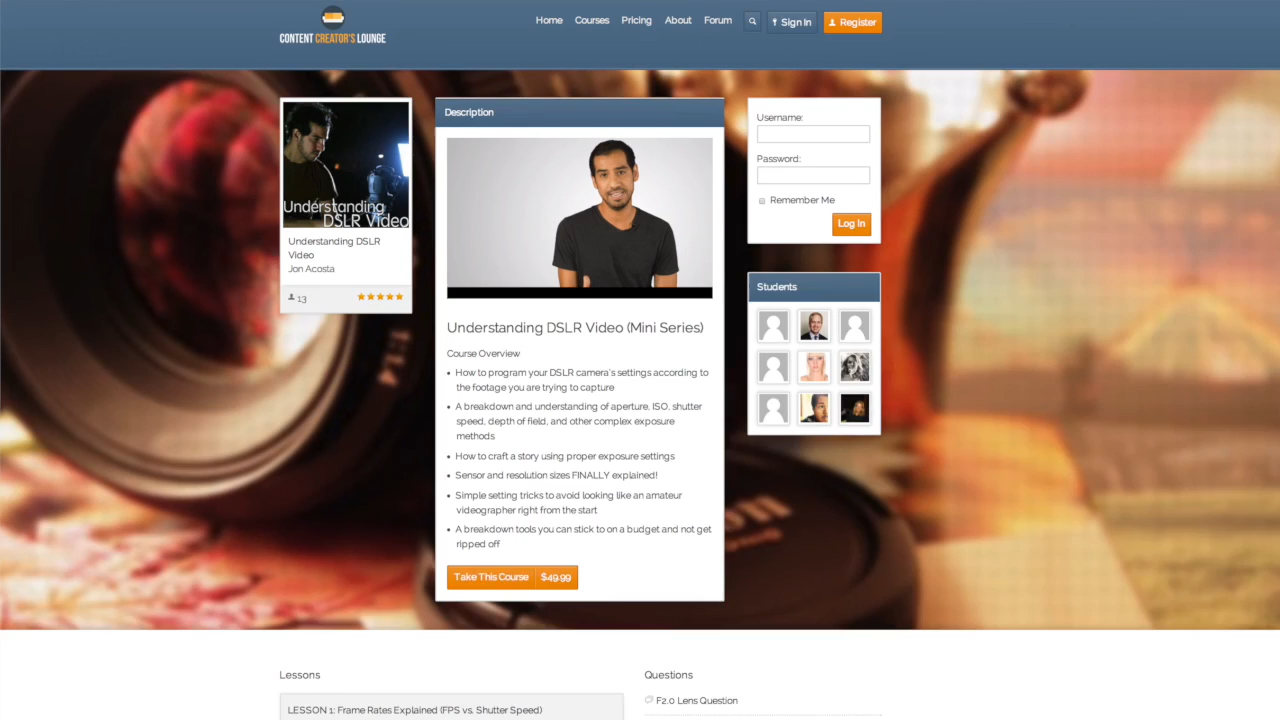 CONTENT CREATOR'S LOUNGE
Home Courses Pricing About Forum Sign In Register
Understanding
DSLR Video
Understanding DSLR
Video
Jon Acosta
13
Description
Understanding DSLR Video (Mini Series)
Course Overview
• How to program your DSLR camera's settings according to
the footage you are trying to capture
• A breakdown and understanding of aperture, ISO, shutter
speed, depth of field, and other complex exposure
methods
• How to craft a story using proper exposure settings
• Sensor and resolution sizes FINALLY explained!
• Simple setting tricks to avoid looking like an amateur
videographer right from the start
• A breakdown tools you can stick to on a budget and not get
ripped off
Take This Course $49.99
Username:
Password:
Remember Me
Log In
Students
Lessons
LESSON 1: Frame Rates Explained (FPS vs. Shutter Speed)
Questions
F2.0 Lens Question